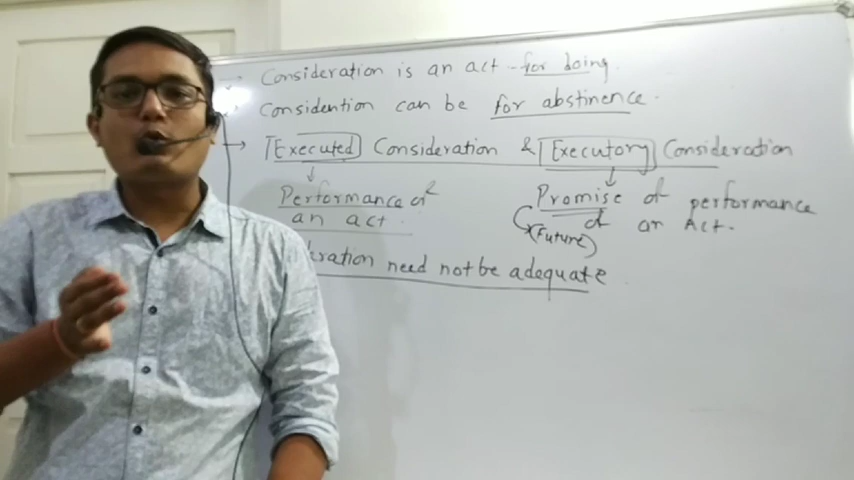 Consideration is an act - for doing.
Consideration can be for abstinence.
→ Executed Consideration & Executory Consideration
↓ ↓
Performance of Promise of performance
an act. (Future) of an Act.
eration need not be adequate.